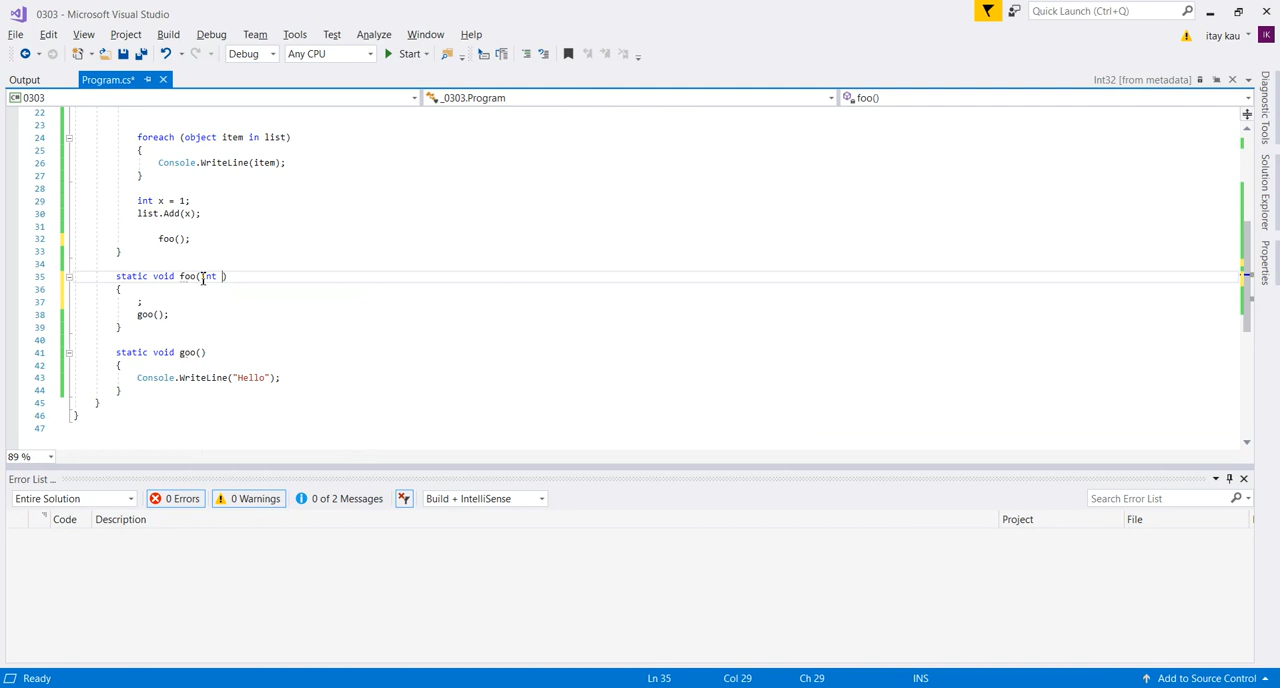 0303 - Microsoft Visual Studio
Quick Launch (Ctrl+Q)
File Edit View Project Build Debug Team Tools Test Analyze Window Help
itay kau IK
Debug Any CPU Start
Output Program.cs* Int32 [from metadata]
0303 _0303.Program foo()
22
23
24 foreach (object item in list)
25 {
26 Console.WriteLine(item);
27 }
28
29 int x = 1;
30 list.Add(x);
31
32 foo();
33 }
34
35 static void foo(int )
36 {
37 ;
38 goo();
39 }
40
41 static void goo()
42 {
43 Console.WriteLine("Hello");
44 }
45 }
46 }
47
89 %
Diagnostic Tools
Solution Explorer
Properties
Error List ...
Entire Solution 0 Errors 0 Warnings 0 of 2 Messages Build + IntelliSense Search Error List
Code Description Project File
Ready Ln 35 Col 29 Ch 29 INS Add to Source Control